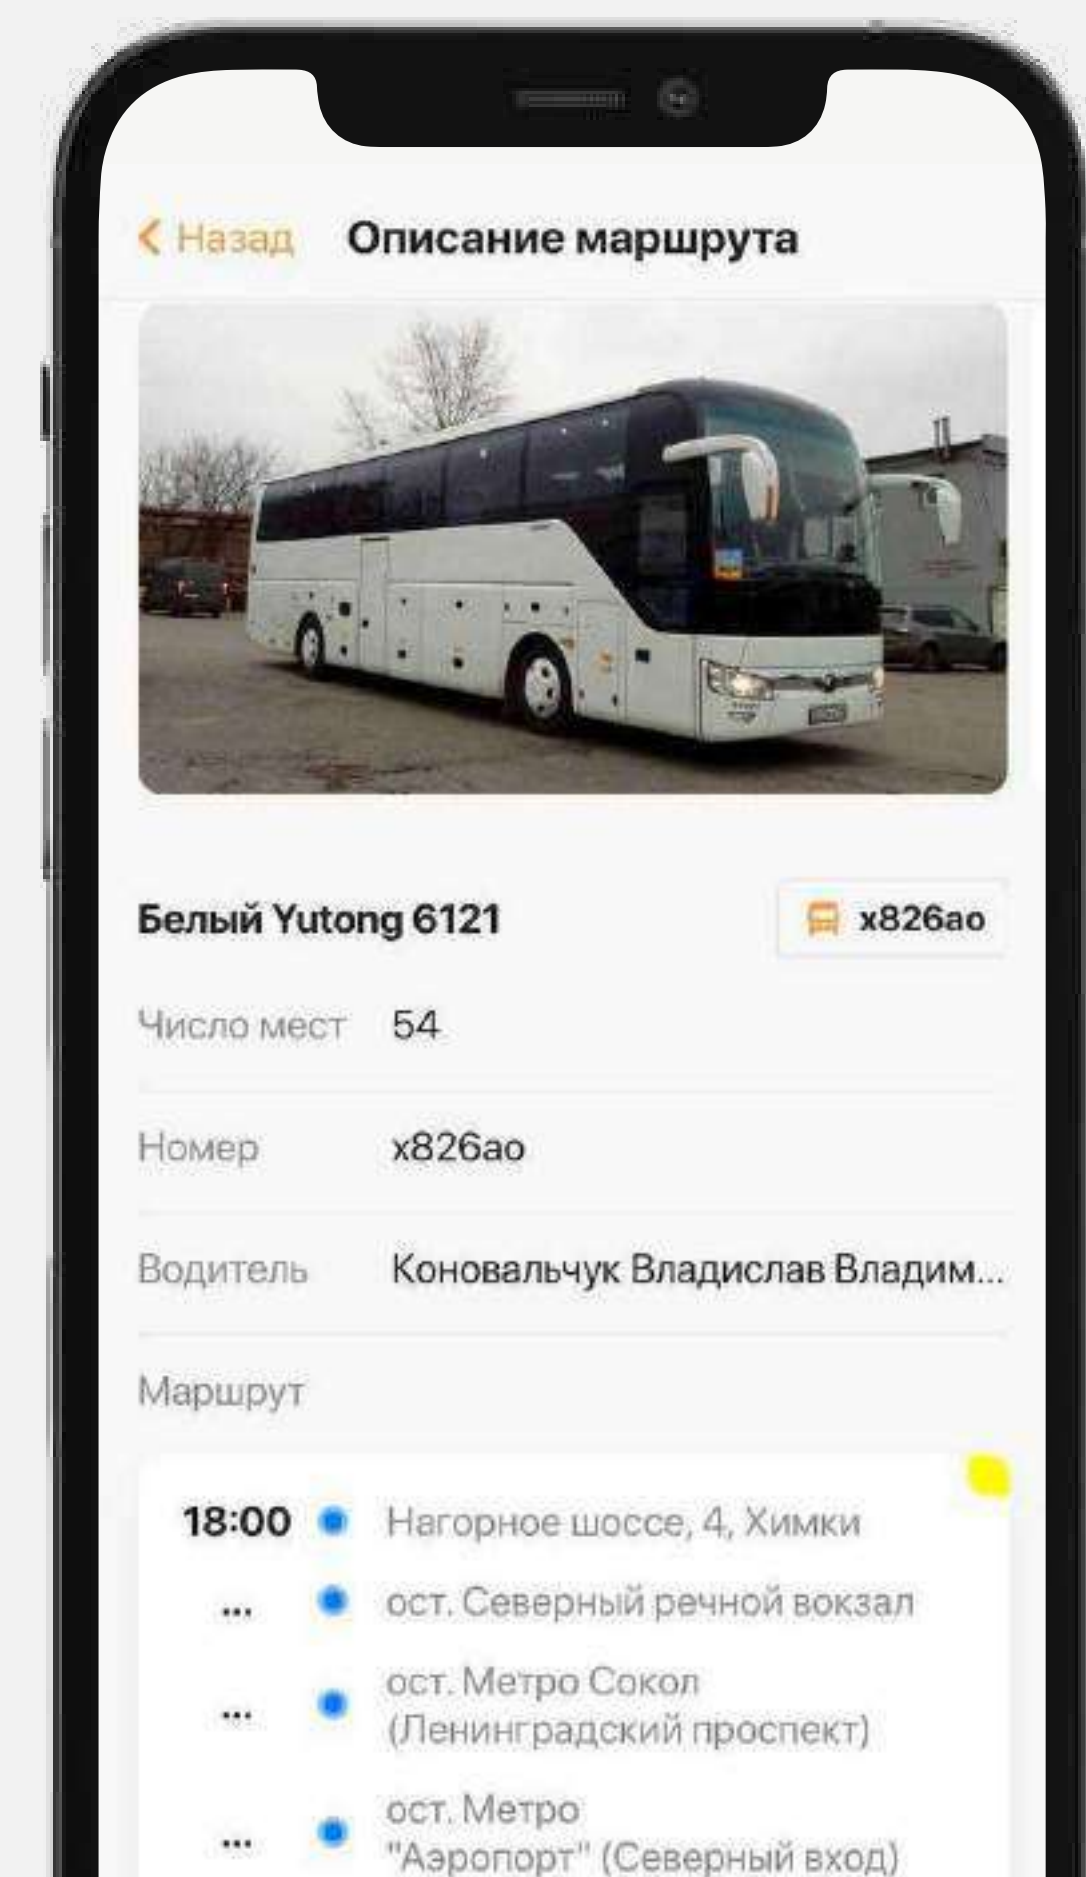 Назад Описание маршрута
Белый Yutong 6121 х826ао
Число мест 54
Номер х826ао
Водитель Коновальчук Владислав Владим...
Маршрут
18:00 Нагорное шоссе, 4, Химки
... ост. Северный речной вокзал
ост. Метро Сокол
... (Ленинградский проспект)
ост. Метро
... "Аэропорт" (Северный вход)